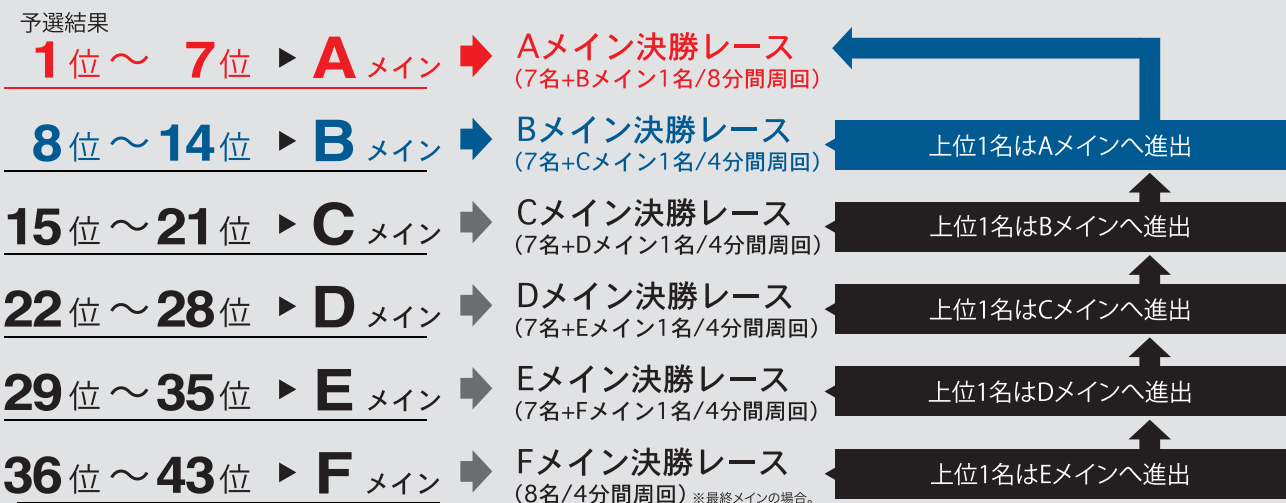 予選結果
1位～ 7位 ▶ A メイン ➡ Aメイン決勝レース
(7名+Bメイン1名/8分間周回)
8位～14位 ▶ B メイン ➡ Bメイン決勝レース 上位1名はAメインへ進出
(7名+Cメイン1名/4分間周回)
15位～21位 ▶ C メイン ➡ Cメイン決勝レース 上位1名はBメインへ進出
(7名+Dメイン1名/4分間周回)
22位～28位 ▶ D メイン ➡ Dメイン決勝レース 上位1名はCメインへ進出
(7名+Eメイン1名/4分間周回)
29位～35位 ▶ E メイン ➡ Eメイン決勝レース 上位1名はDメインへ進出
(7名+Fメイン1名/4分間周回)
36位～43位 ▶ F メイン ➡ Fメイン決勝レース 上位1名はEメインへ進出
(8名/4分間周回) ※最終メインの場合。